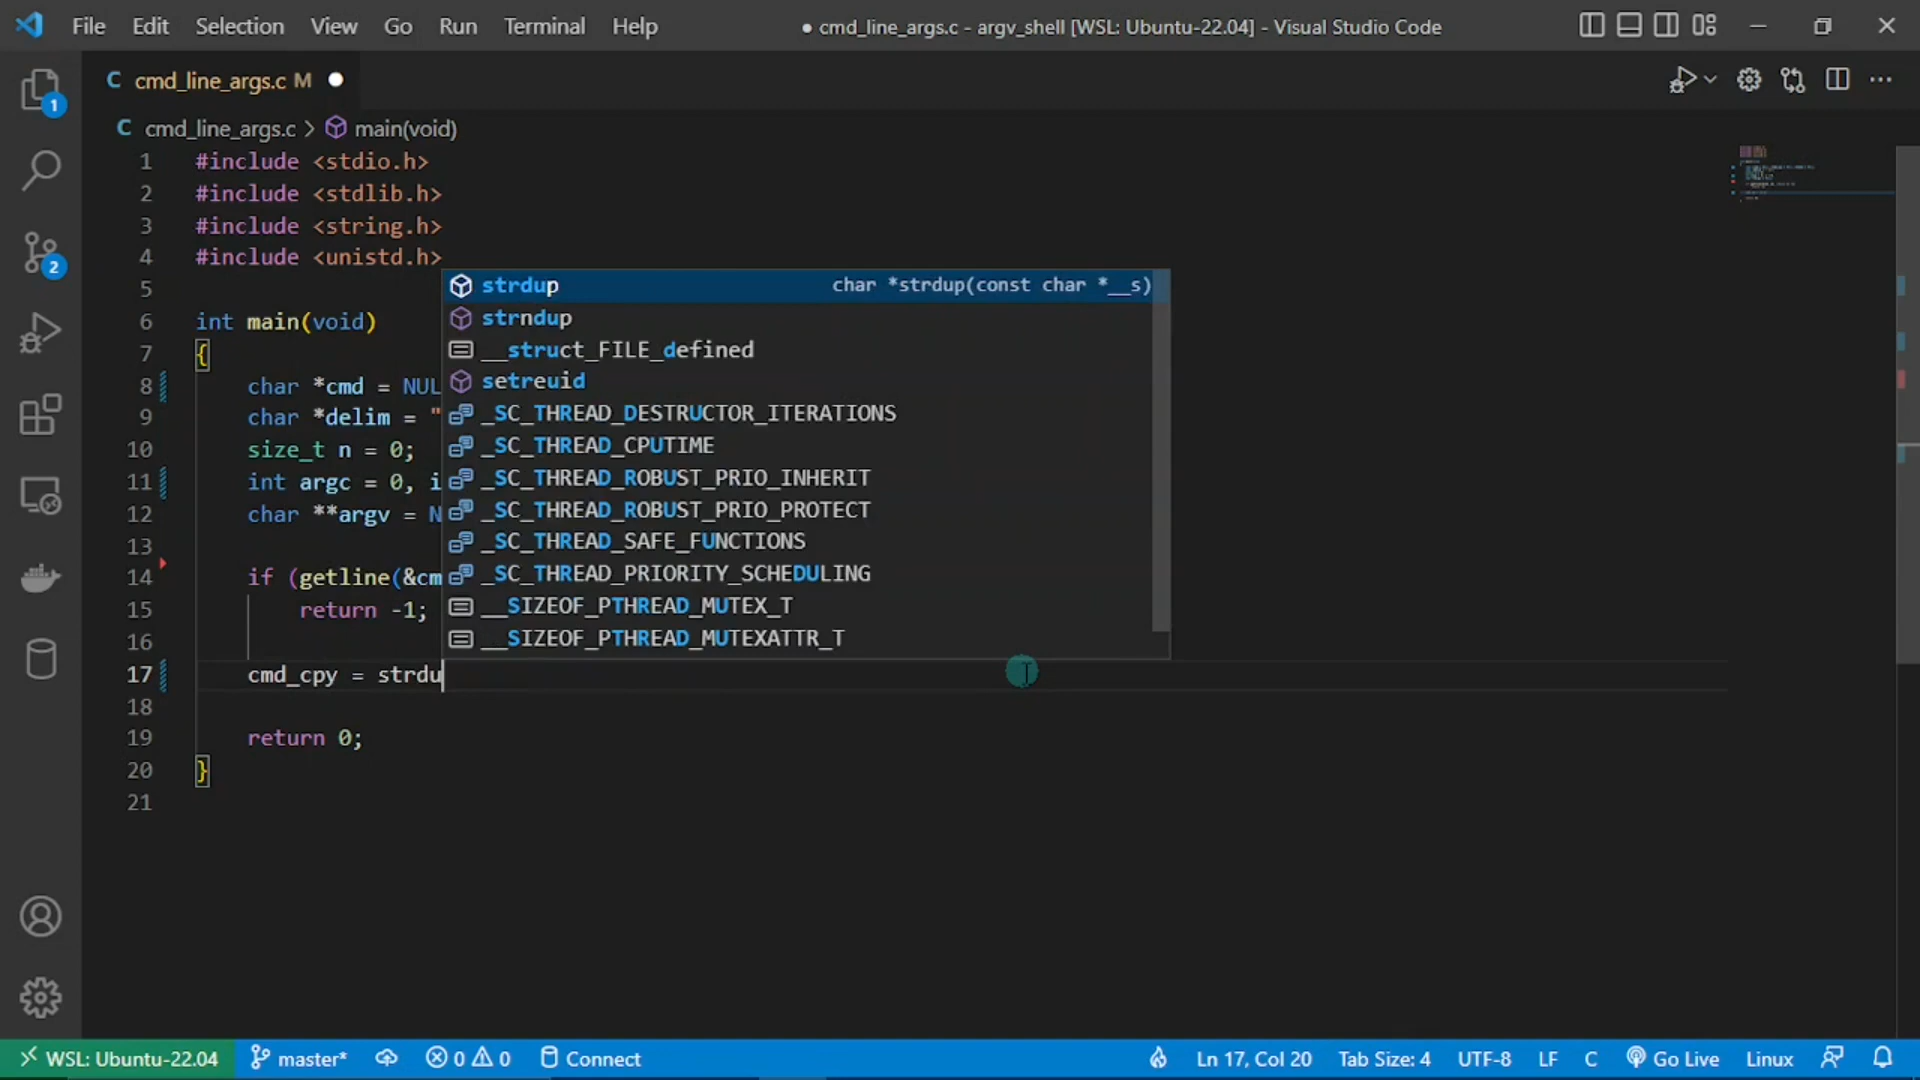 File Edit Selection View Go Run Terminal Help
● cmd_line_args.c - argv_shell [WSL: Ubuntu-22.04] - Visual Studio Code
C cmd_line_args.c M
C cmd_line_args.c > main(void)
1 #include <stdio.h>
2 #include <stdlib.h>
3 #include <string.h>
4 #include <unistd.h>
5
6 int main(void)
7 {
8 char *cmd = NUL
9 char *delim = "
10 size_t n = 0;
11 int argc = 0, i
12 char **argv = N
13
14 if (getline(&cm
15 return -1;
16
17 cmd_cpy = strdu
18
19 return 0;
20 }
21
strdup char *strdup(const char *__s)
strndup
__struct_FILE_defined
setreuid
_SC_THREAD_DESTRUCTOR_ITERATIONS
_SC_THREAD_CPUTIME
_SC_THREAD_ROBUST_PRIO_INHERIT
_SC_THREAD_ROBUST_PRIO_PROTECT
_SC_THREAD_SAFE_FUNCTIONS
_SC_THREAD_PRIORITY_SCHEDULING
__SIZEOF_PTHREAD_MUTEX_T
__SIZEOF_PTHREAD_MUTEXATTR_T
1
2
WSL: Ubuntu-22.04 master* 0 0 Connect Ln 17, Col 20 Tab Size: 4 UTF-8 LF C Go Live Linux